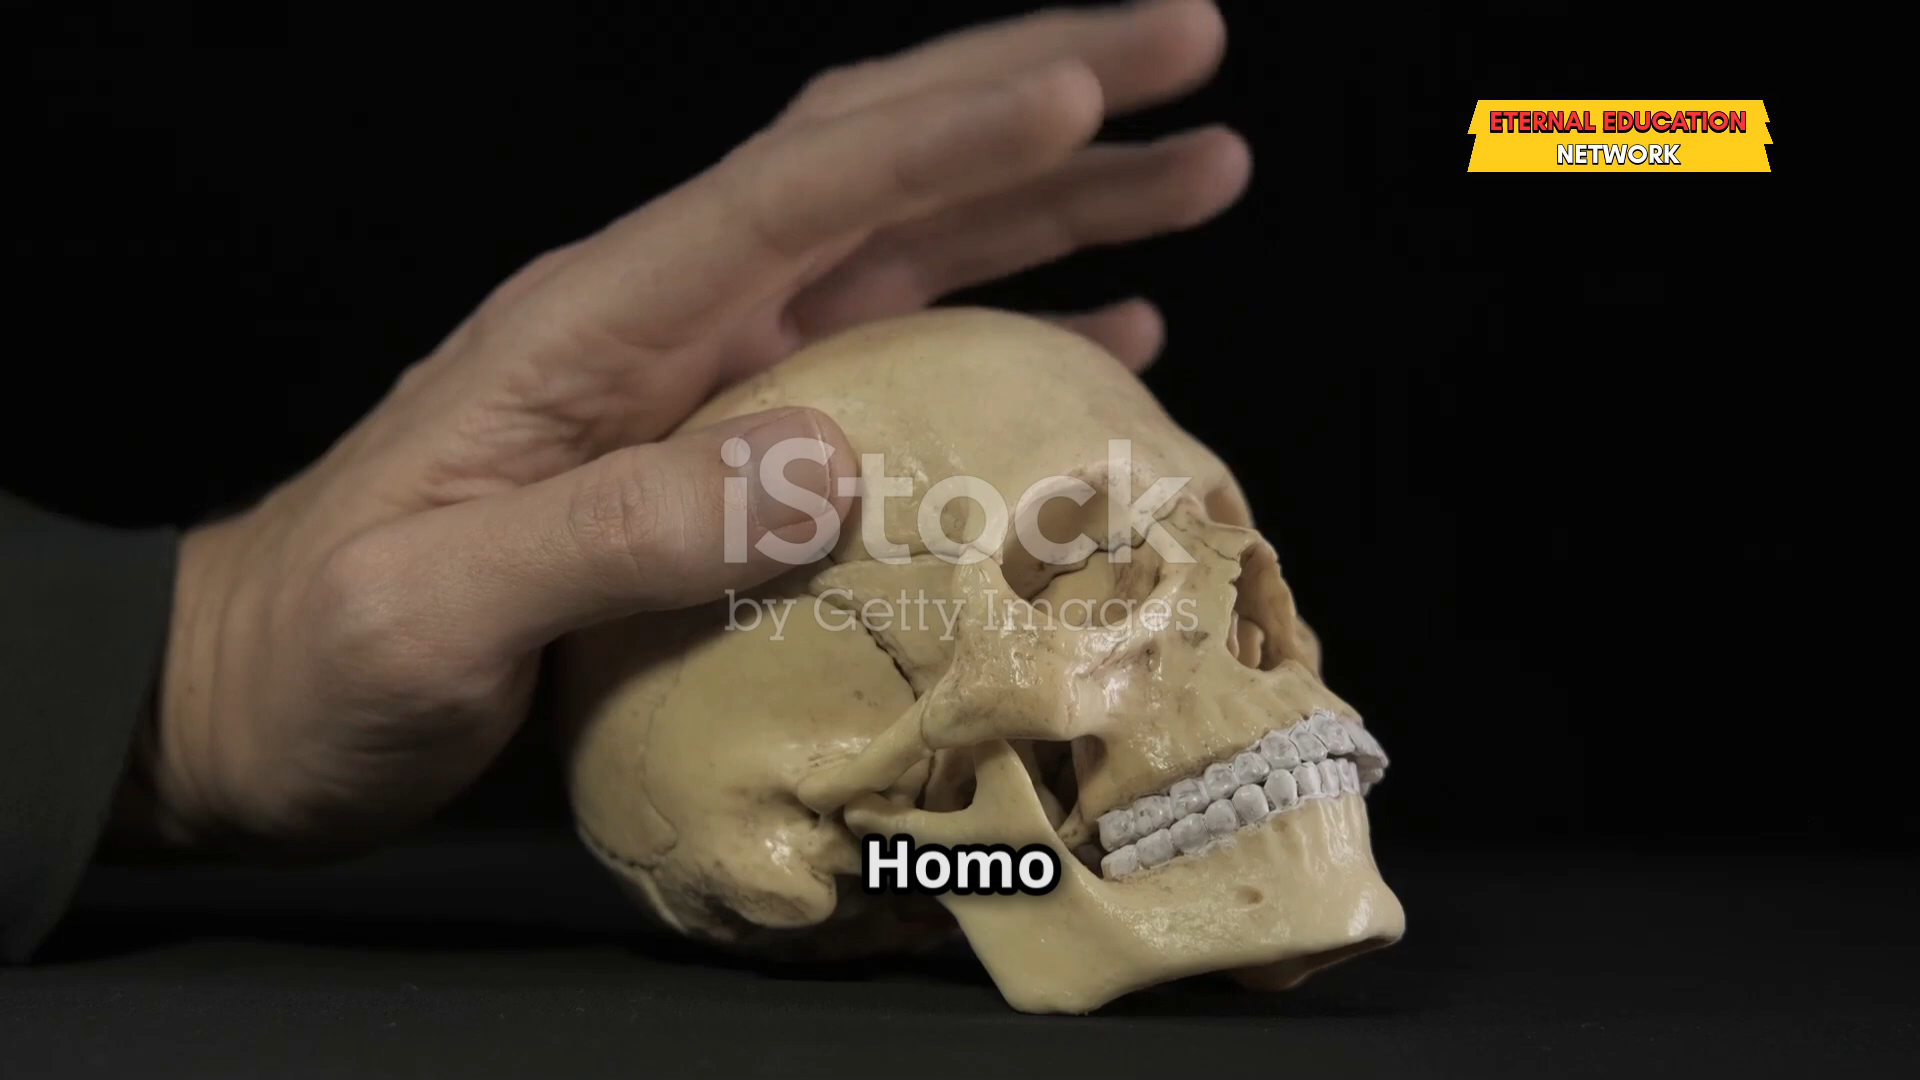 ETERNAL EDUCATION
NETWORK
iStock
by Getty Images
Homo